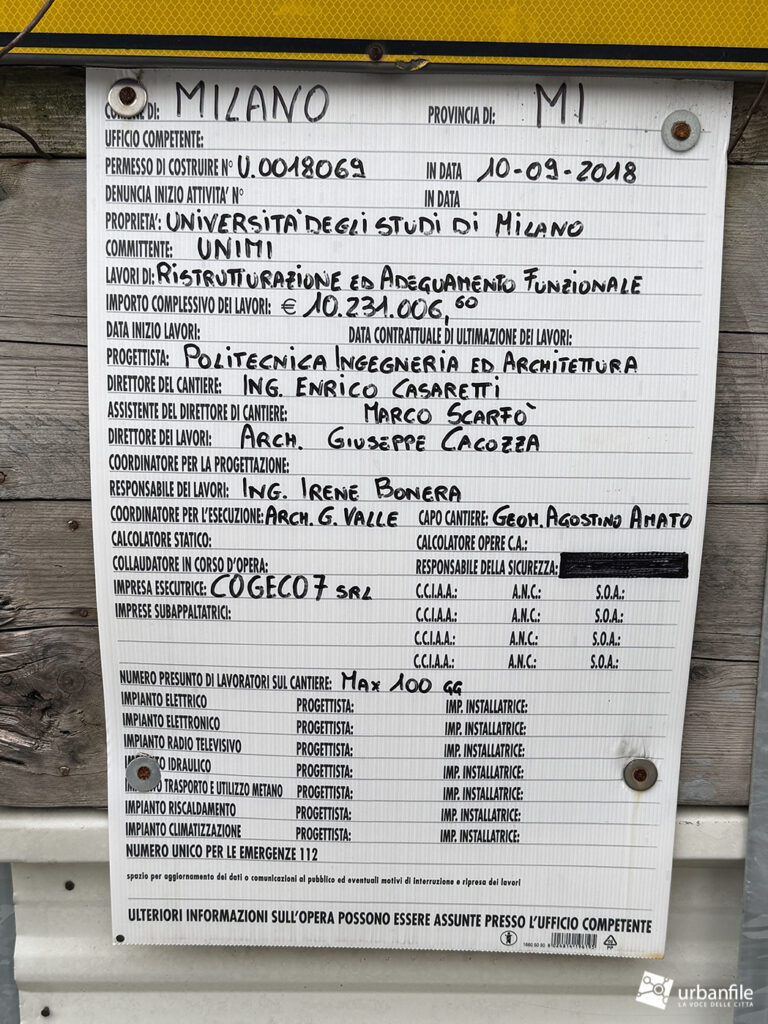 DI: MILANO PROVINCIA DI: MI
UFFICIO COMPETENTE:
PERMESSO DI COSTRUIRE N° U.0018069 IN DATA 10-09-2018
DENUNCIA INIZIO ATTIVITA' N° IN DATA
PROPRIETA': UNIVERSITA' DEGLI STUDI DI MILANO
COMMITTENTE: UNIMI
LAVORI DI: RISTRUTTURAZIONE ED ADEGUAMENTO FUNZIONALE
IMPORTO COMPLESSIVO DEI LAVORI: € 10.231.006,60
DATA INIZIO LAVORI: DATA CONTRATTUALE DI ULTIMAZIONE DEI LAVORI:
PROGETTISTA: POLITECNICA INGEGNERIA ED ARCHITETTURA
DIRETTORE DEL CANTIERE: ING. ENRICO CASARETTI
ASSISTENTE DEL DIRETTORE DI CANTIERE: MARCO SCARFO'
DIRETTORE DEI LAVORI: ARCH. GIUSEPPE CACOZZA
COORDINATORE PER LA PROGETTAZIONE:
RESPONSABILE DEI LAVORI: ING. IRENE BONERA
COORDINATORE PER L'ESECUZIONE: ARCH. G. VALLE CAPO CANTIERE: GEOM. AGOSTINO AMATO
CALCOLATORE STATICO: CALCOLATORE OPERE C.A.:
COLLAUDATORE IN CORSO D'OPERA: RESPONSABILE DELLA SICUREZZA:
IMPRESA ESECUTRICE: COGECO7 SRL C.C.I.A.A.: A.N.C.: S.O.A.:
IMPRESE SUBAPPALTATRICI: C.C.I.A.A.: A.N.C.: S.O.A.:
C.C.I.A.A.: A.N.C.: S.O.A.:
C.C.I.A.A.: A.N.C.: S.O.A.:
NUMERO PRESUNTO DI LAVORATORI SUL CANTIERE: MAX 100 GG
IMPIANTO ELETTRICO PROGETTISTA: IMP. INSTALLATRICE:
IMPIANTO ELETTRONICO PROGETTISTA: IMP. INSTALLATRICE:
IMPIANTO RADIO TELEVISIVO PROGETTISTA: IMP. INSTALLATRICE:
IDRAULICO PROGETTISTA: IMP. INSTALLATRICE:
TRASPORTO E UTILIZZO METANO PROGETTISTA: IMP. INSTALLATRICE:
IMPIANTO RISCALDAMENTO PROGETTISTA: IMP. INSTALLATRICE:
IMPIANTO CLIMATIZZAZIONE PROGETTISTA: IMP. INSTALLATRICE:
NUMERO UNICO PER LE EMERGENZE 112
spazio per aggiornamento dei dati o comunicazioni al pubblico ed eventuali motivi di interruzione e ripresa dei lavori
ULTERIORI INFORMAZIONI SULL'OPERA POSSONO ESSERE ASSUNTE PRESSO L'UFFICIO COMPETENTE
urbanfile
LA VOCE DELLE CITTÀ